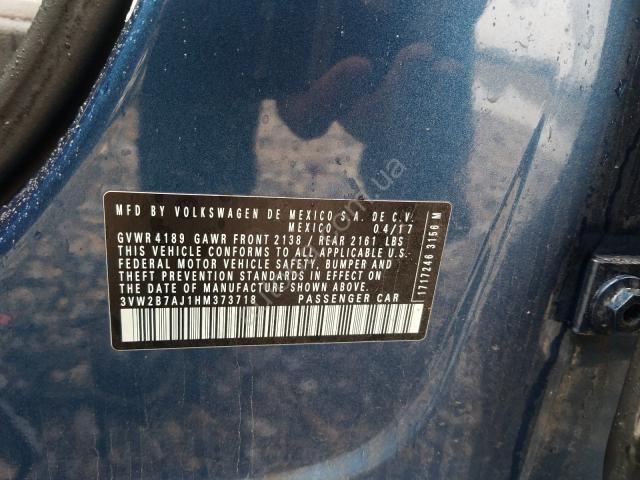 MFD BY VOLKSWAGEN DE MEXICO S.A. DE C.V.
MEXICO 04/17
GVWR 4189 GAWR FRONT 2138 / REAR 2161 LBS
THIS VEHICLE CONFORMS TO ALL APPLICABLE U.S.
FEDERAL MOTOR VEHICLE SAFETY, BUMPER AND
THEFT PREVENTION STANDARDS IN EFFECT ON THE
DATE OF MANUFACTURE SHOWN ABOVE.
3VW2B7AJ1HM373718 PASSENGER CAR
1717246 3156 M